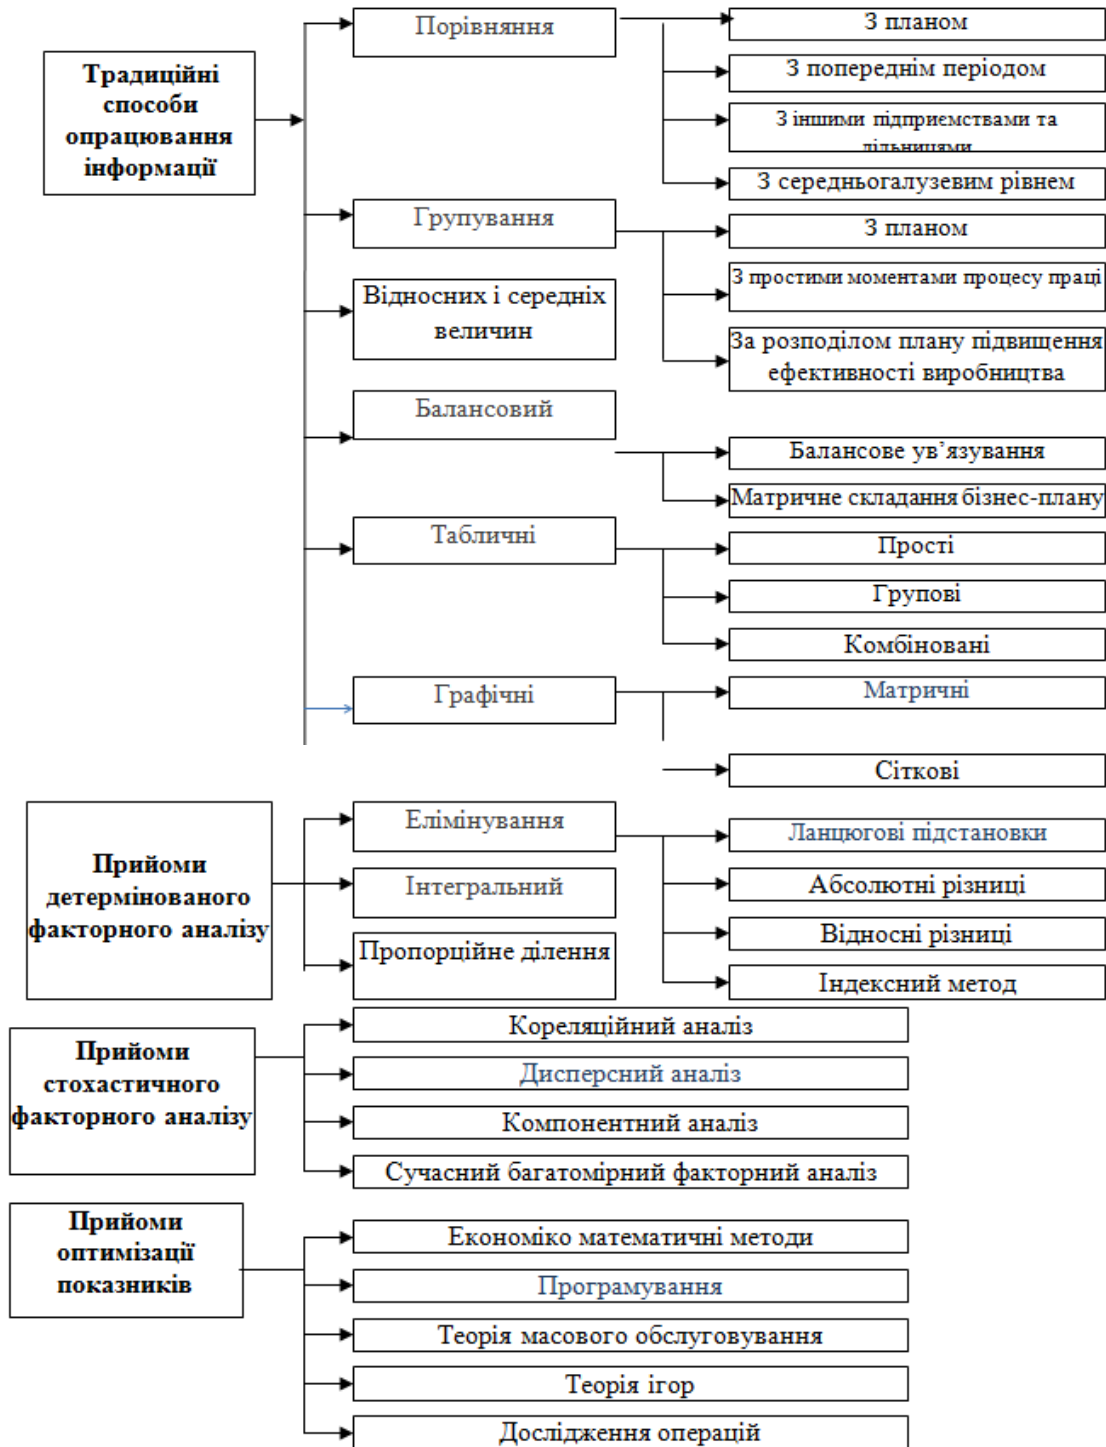 Традиційні
способи
опрацювання
інформації
Порівняння
З планом
З попереднім періодом
З іншими підприємствами та
дільницями
З середньогалузевим рівнем
Групування
З планом
З простими моментами процесу праці
За розподілом плану підвищення
ефективності виробництва
Відносних і середніх
величин
Балансовий
Балансове ув’язування
Матричне складання бізнес-плану
Табличні
Прості
Групові
Комбіновані
Графічні
Матричні
Сіткові
Прийоми
детермінованого
факторного аналізу
Елімінування
Ланцюгові підстановки
Абсолютні різниці
Відносні різниці
Індексний метод
Інтегральний
Пропорційне ділення
Прийоми
стохастичного
факторного аналізу
Кореляційний аналіз
Дисперсний аналіз
Компонентний аналіз
Сучасний багатомірний факторний аналіз
Прийоми
оптимізації
показників
Економіко математичні методи
Програмування
Теорія масового обслуговування
Теорія ігор
Дослідження операцій